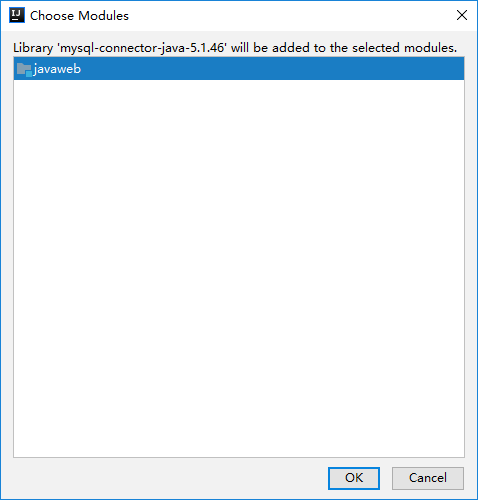 Choose Modules
Library 'mysql-connector-java-5.1.46' will be added to the selected modules.
javaweb
OK
Cancel